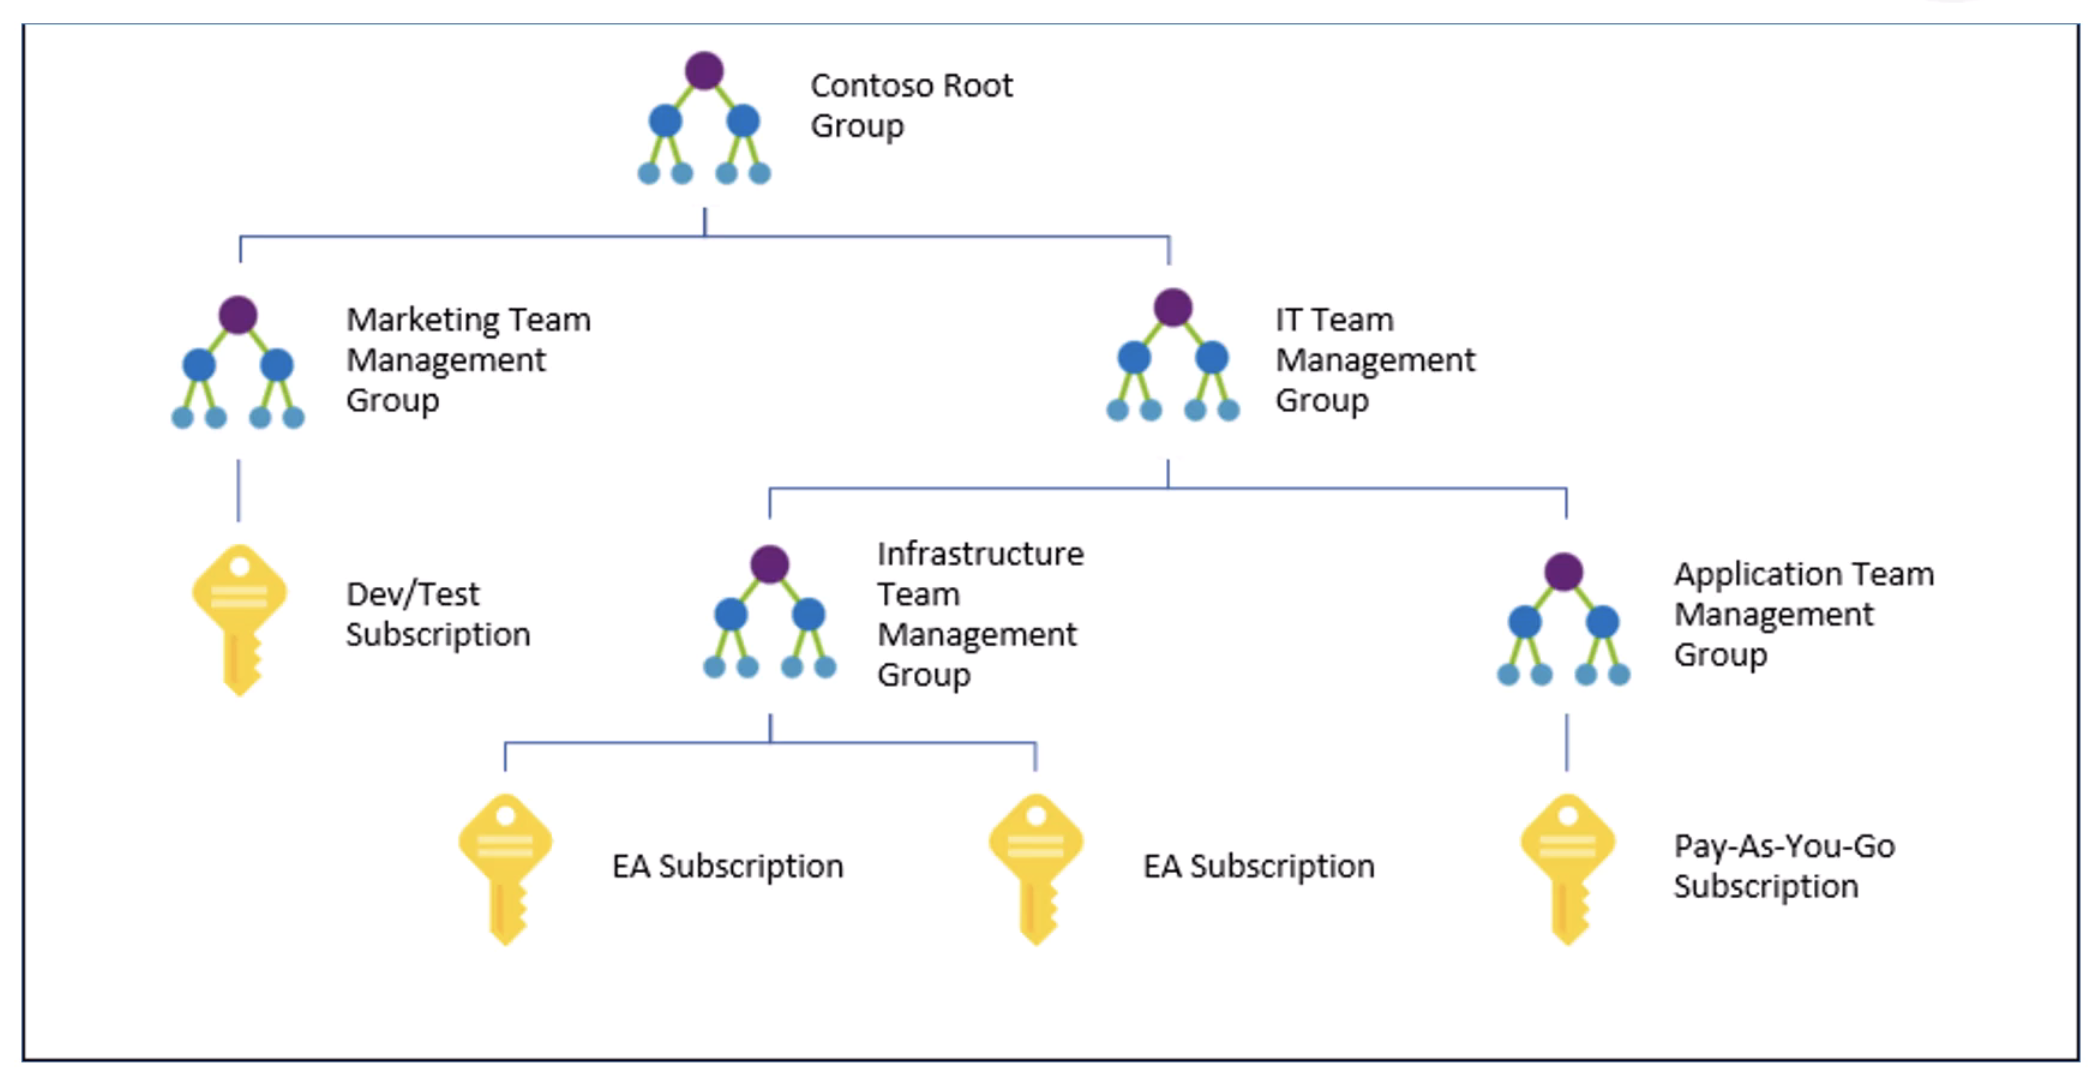 Contoso Root
Group
Marketing Team
Management
Group
IT Team
Management
Group
Dev/Test
Subscription
Infrastructure
Team
Management
Group
Application Team
Management
Group
EA Subscription
EA Subscription
Pay-As-You-Go
Subscription